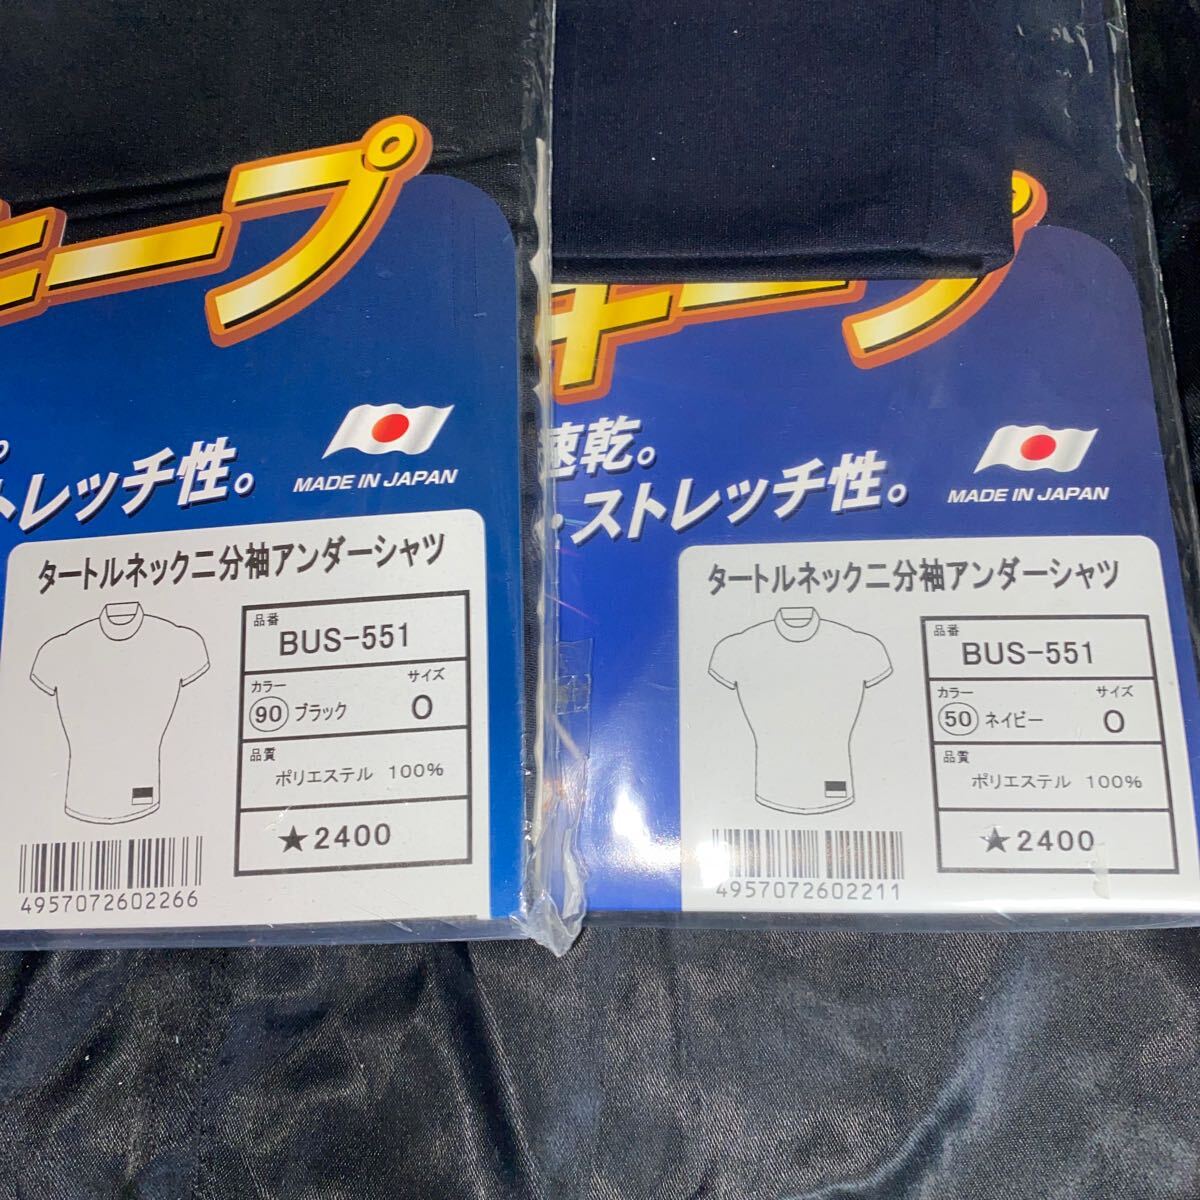 キープ
ストレッチ性。
MADE IN JAPAN
タートルネック二分袖アンダーシャツ
品番
BUS-551
カラー
サイズ
90 ブラック
O
品質
ポリエステル 100%
★2400
4957072602266
キープ
速乾。
・ストレッチ性。
MADE IN JAPAN
タートルネック二分袖アンダーシャツ
品番
BUS-551
カラー
サイズ
50 ネイビー
O
品質
ポリエステル 100%
★2400
4957072602211